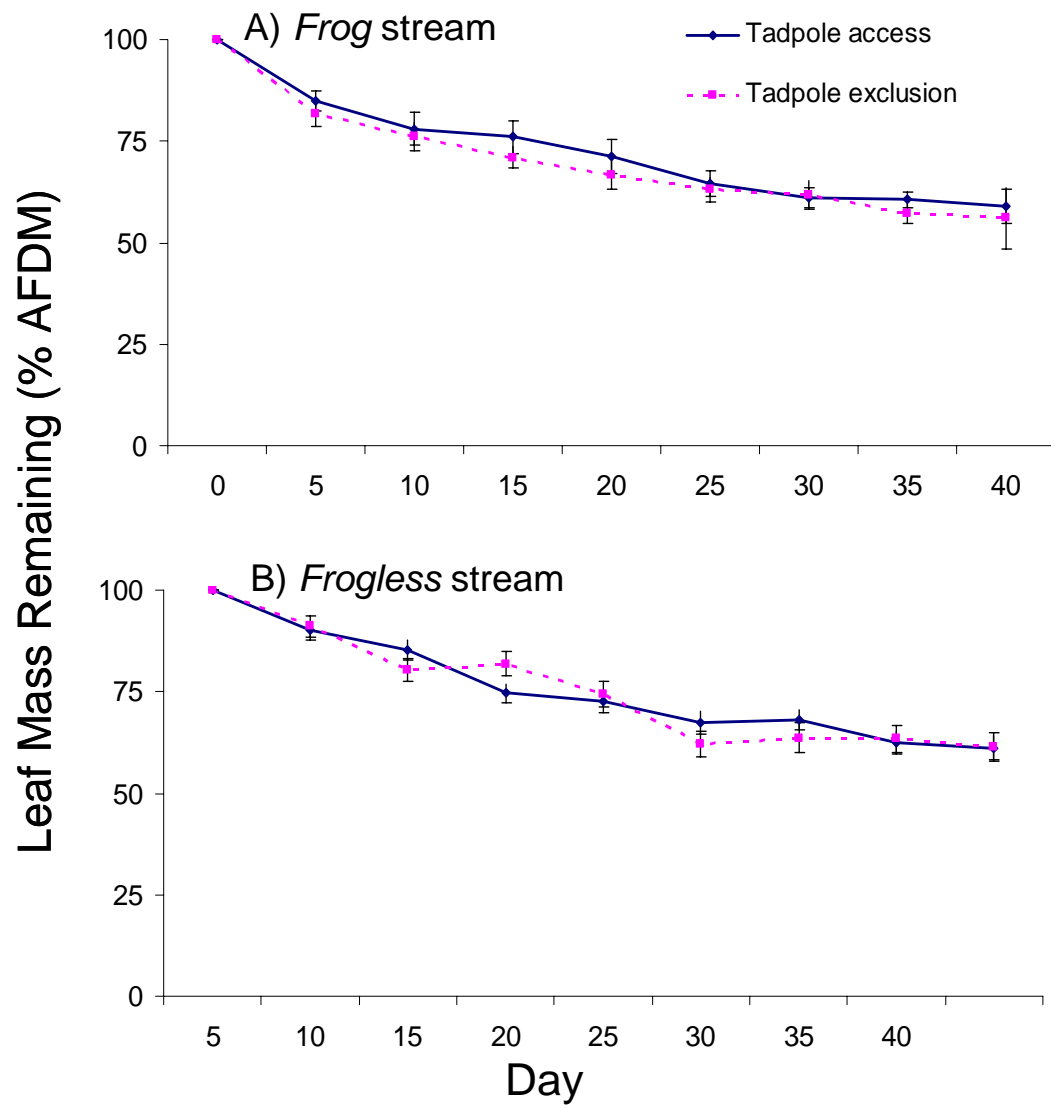 A) Frog stream
Tadpole access
Tadpole exclusion
Leaf Mass Remaining (% AFDM)
100
75
50
25
0
0 5 10 15 20 25 30 35 40
B) Frogless stream
100
75
50
25
0
5 10 15 20 25 30 35 40
Day